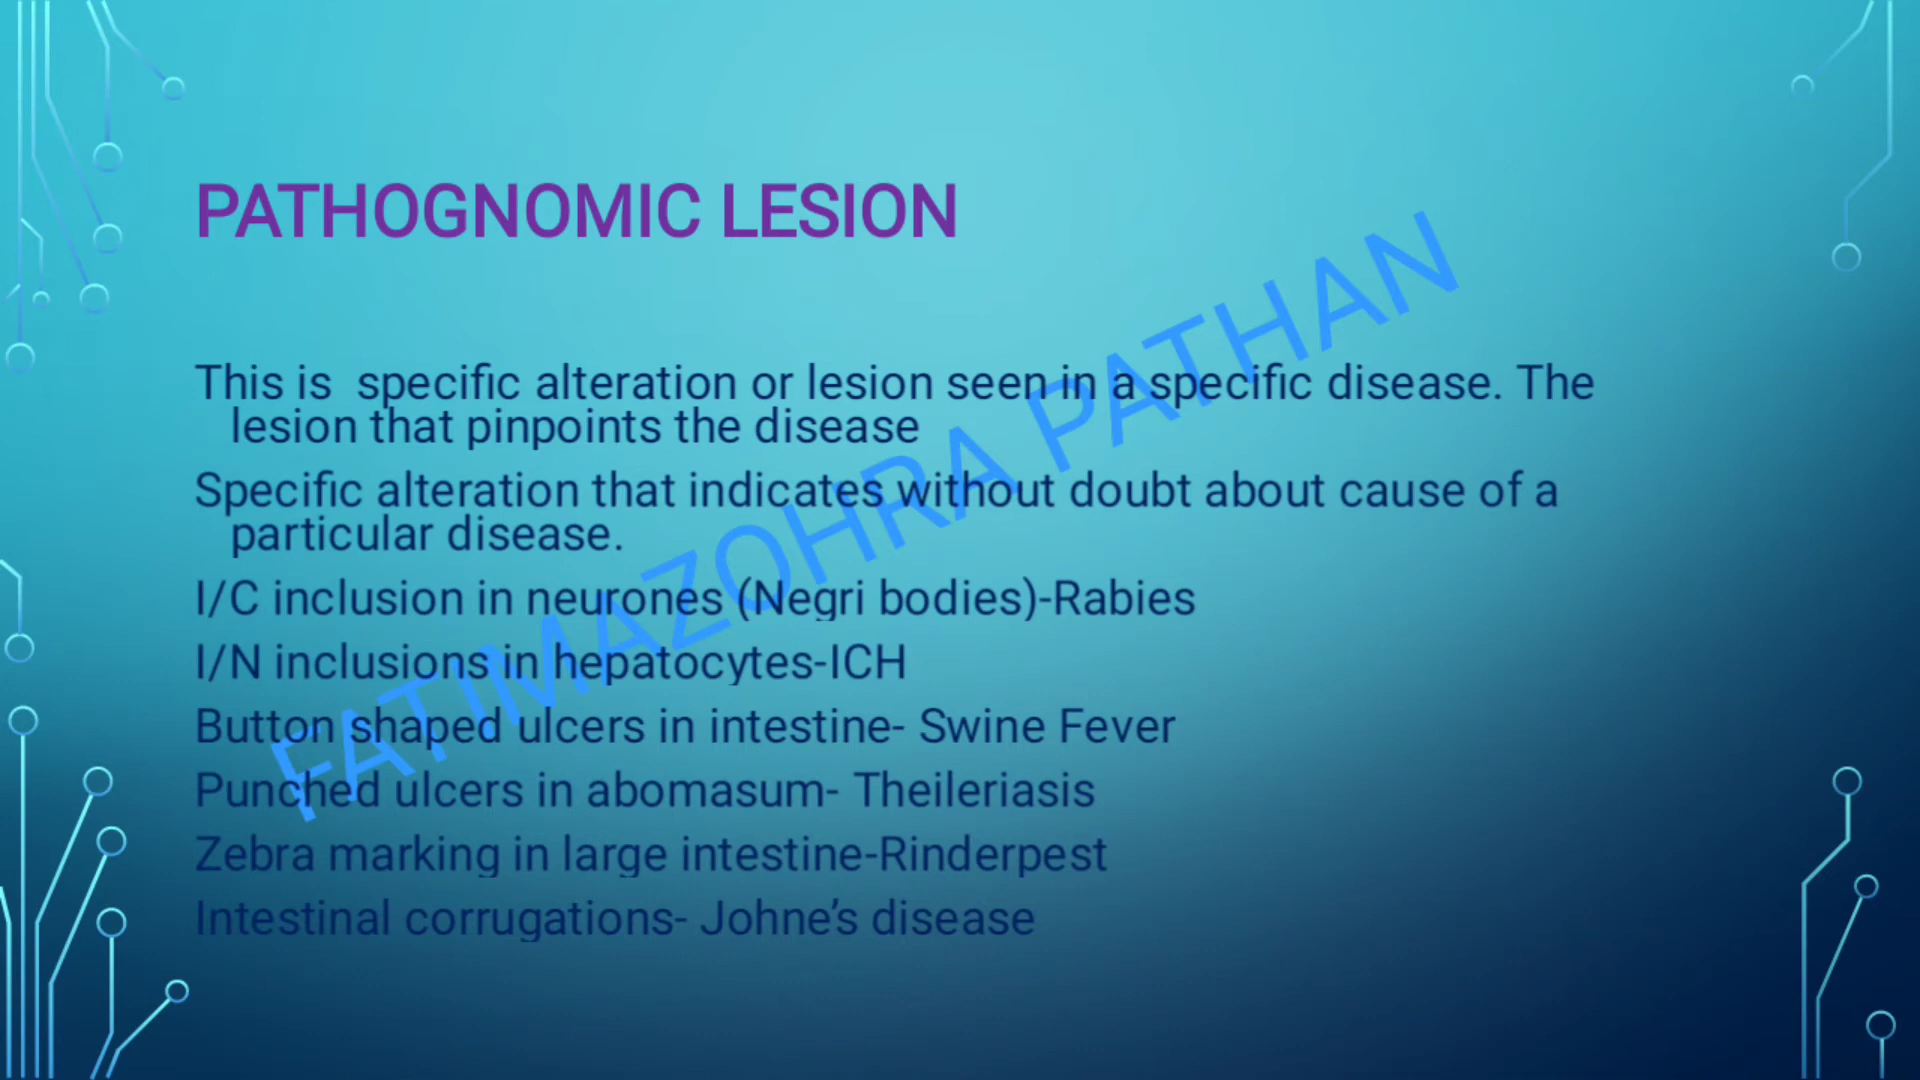 PATHOGNOMIC LESION
This is  specific alteration or lesion seen in a specific disease. The
lesion that pinpoints the disease
Specific alteration that indicates without doubt about cause of a
particular disease.
I/C inclusion in neurones (Negri bodies)-Rabies
I/N inclusions in hepatocytes-ICH
Button shaped ulcers in intestine- Swine Fever
Punched ulcers in abomasum- Theileriasis
Zebra marking in large intestine-Rinderpest
Intestinal corrugations- Johne’s disease
FATIMAZOHRA PATHAN